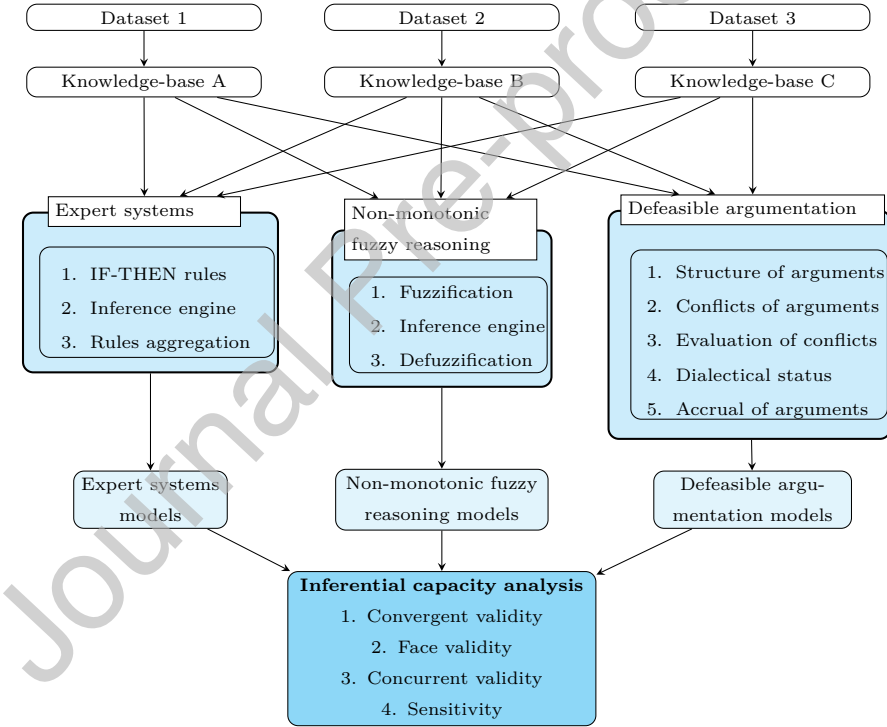 Dataset 1
Dataset 2
Dataset 3
Knowledge-base A
Knowledge-base B
Knowledge-base C
Expert systems
1. IF-THEN rules
2. Inference engine
3. Rules aggregation
Non-monotonic
fuzzy reasoning
1. Fuzzification
2. Inference engine
3. Defuzzification
Defeasible argumentation
1. Structure of arguments
2. Conflicts of arguments
3. Evaluation of conflicts
4. Dialectical status
5. Accrual of arguments
Expert systems
models
Non-monotonic fuzzy
reasoning models
Defeasible argu-
mentation models
Inferential capacity analysis
1. Convergent validity
2. Face validity
3. Concurrent validity
4. Sensitivity
Journal Pre-proo